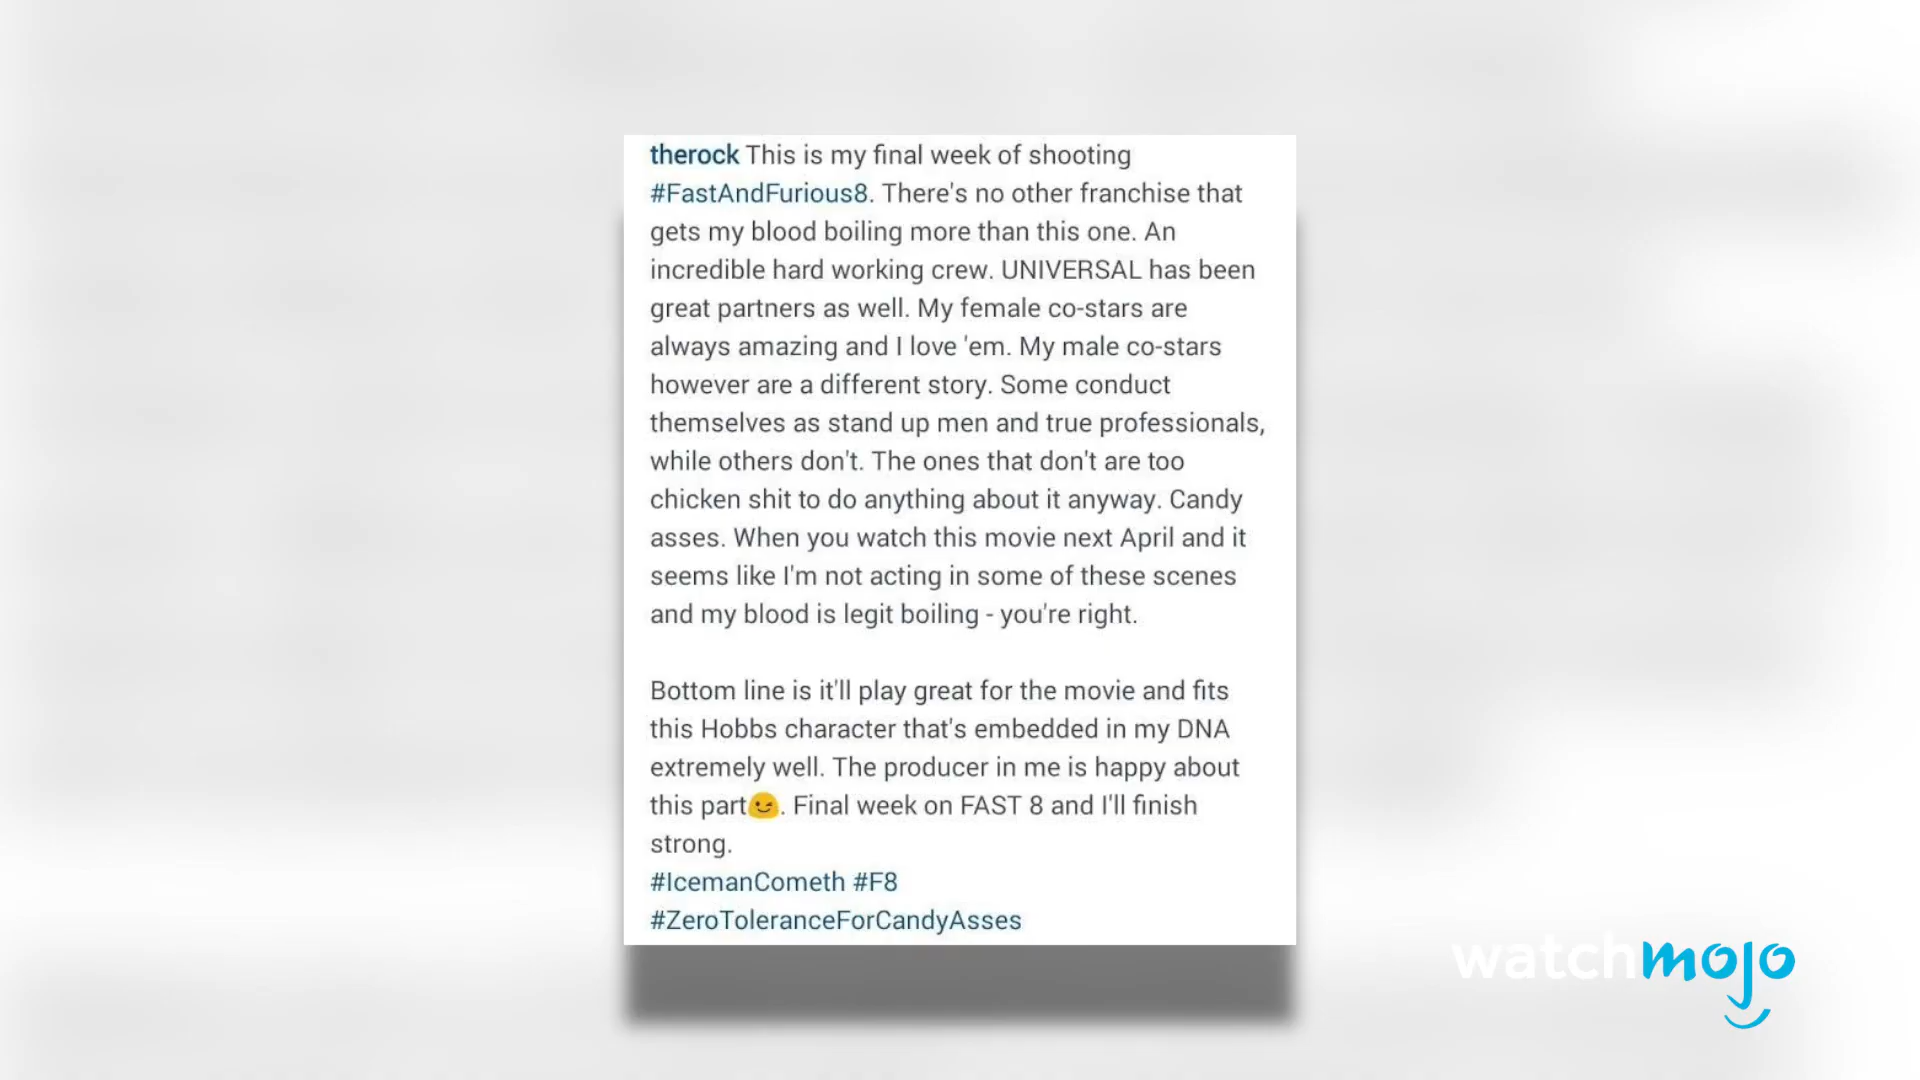 therock This is my final week of shooting
#FastAndFurious8. There's no other franchise that
gets my blood boiling more than this one. An
incredible hard working crew. UNIVERSAL has been
great partners as well. My female co-stars are
always amazing and I love 'em. My male co-stars
however are a different story. Some conduct
themselves as stand up men and true professionals,
while others don't. The ones that don't are too
chicken shit to do anything about it anyway. Candy
asses. When you watch this movie next April and it
seems like I'm not acting in some of these scenes
and my blood is legit boiling - you're right.
Bottom line is it'll play great for the movie and fits
this Hobbs character that's embedded in my DNA
extremely well. The producer in me is happy about
this part😉. Final week on FAST 8 and I'll finish
strong.
#IcemanCometh #F8
#ZeroToleranceForCandyAsses
watchmojo